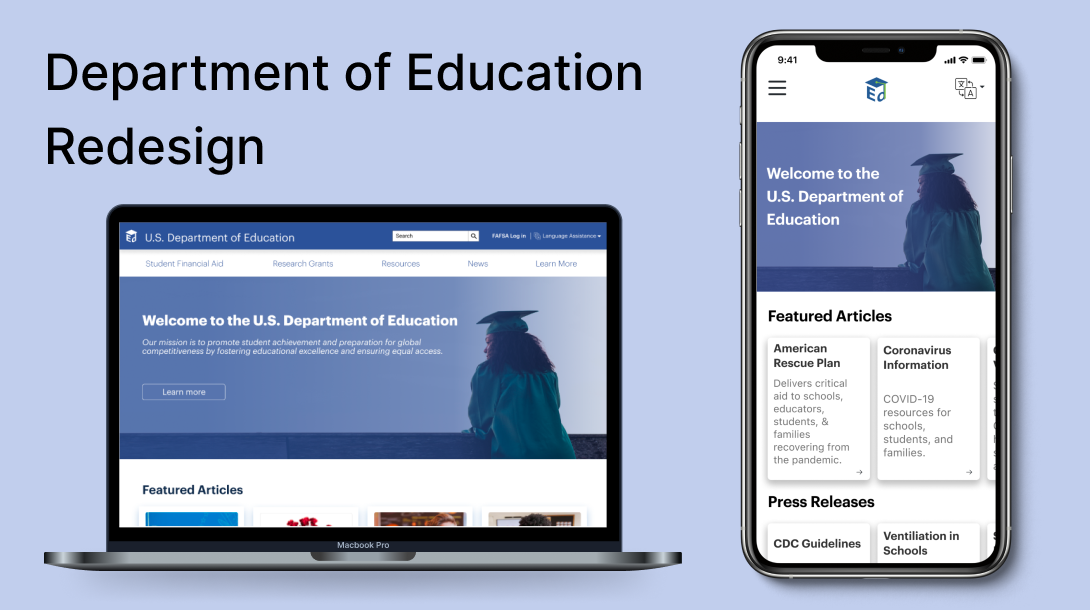 Department of Education
Redesign
Ed
U.S. Department of Education
Search
FAFSA Log in | Language Assistance
Student Financial Aid
Research Grants
Resources
News
Learn More
Welcome to the U.S. Department of Education
Our mission is to promote student achievement and preparation for global
competitiveness by fostering educational excellence and ensuring equal access.
Learn more
Featured Articles
Macbook Pro
9:41
Ed
文
A
Welcome to the
U.S. Department of
Education
Featured Articles
American
Rescue Plan
Delivers critical
aid to schools,
educators,
students, &
families
recovering from
the pandemic.
→
Coronavirus
Information
COVID-19
resources for
schools,
students, and
families.
→
Press Releases
CDC Guidelines
Ventiliation in
Schools